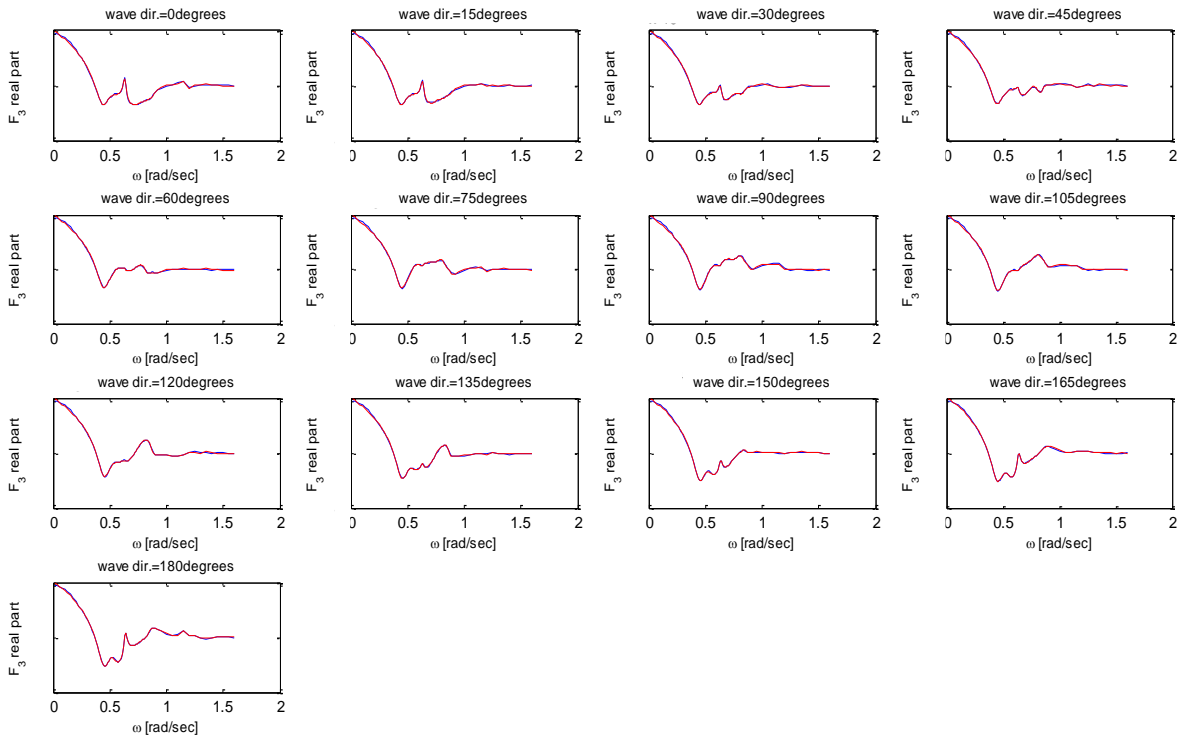 wave dir.=0degrees
F3 real part
0 0.5 1 1.5 2
ω [rad/sec]
wave dir.=15degrees
F3 real part
0 0.5 1 1.5 2
ω [rad/sec]
wave dir.=30degrees
F3 real part
0 0.5 1 1.5 2
ω [rad/sec]
wave dir.=45degrees
F3 real part
0 0.5 1 1.5 2
ω [rad/sec]
wave dir.=60degrees
F3 real part
0 0.5 1 1.5 2
ω [rad/sec]
wave dir.=75degrees
F3 real part
0 0.5 1 1.5 2
ω [rad/sec]
wave dir.=90degrees
F3 real part
0 0.5 1 1.5 2
ω [rad/sec]
wave dir.=105degrees
F3 real part
0 0.5 1 1.5 2
ω [rad/sec]
wave dir.=120degrees
F3 real part
0 0.5 1 1.5 2
ω [rad/sec]
wave dir.=135degrees
F3 real part
0 0.5 1 1.5 2
ω [rad/sec]
wave dir.=150degrees
F3 real part
0 0.5 1 1.5 2
ω [rad/sec]
wave dir.=165degrees
F3 real part
0 0.5 1 1.5 2
ω [rad/sec]
wave dir.=180degrees
F3 real part
0 0.5 1 1.5 2
ω [rad/sec]